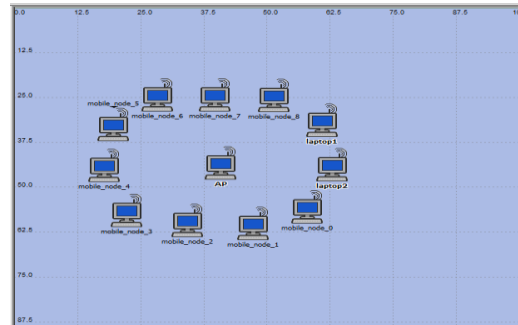 0.0 12.5 25.0 37.5 50.0 62.5 75.0 87.5 10
12.5
25.0
mobile_node_5
mobile_node_6 mobile_node_7 mobile_node_8
37.5
laptop1
mobile_node_4 AP laptop2
50.0
mobile_node_3 mobile_node_2 mobile_node_1 mobile_node_0
62.5
75.0
87.5